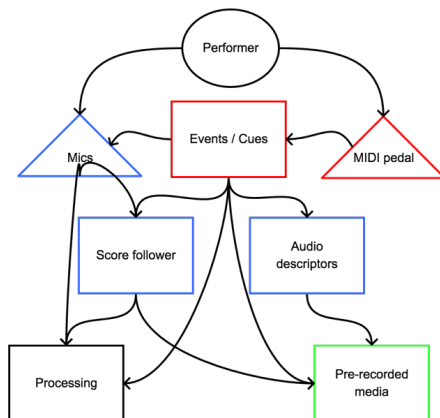 Performer
Events / Cues
Mics
MIDI pedal
Score follower
Audio
descriptors
Processing
Pre-recorded
media